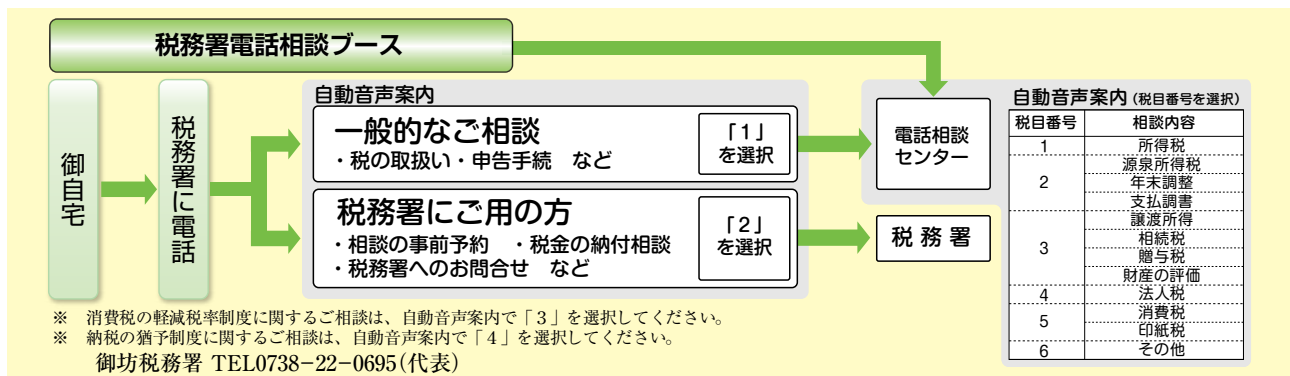 税務署電話相談ブース
御自宅
税務署に電話
自動音声案内
一般的なご相談
・税の取扱い・申告手続 など
「1」
を選択
税務署にご用の方
・相談の事前予約 ・税金の納付相談
・税務署へのお問合せ など
「2」
を選択
電話相談
センター
税務署
自動音声案内(税目番号を選択)
税目番号 相談内容
1 所得税
2 源泉所得税
年末調整
支払調書
3 譲渡所得
相続税
贈与税
財産の評価
4 法人税
5 消費税
印紙税
6 その他
※ 消費税の軽減税率制度に関するご相談は、自動音声案内で「3」を選択してください。
※ 納税の猶予制度に関するご相談は、自動音声案内で「4」を選択してください。
御坊税務署 TEL0738−22−0695(代表)